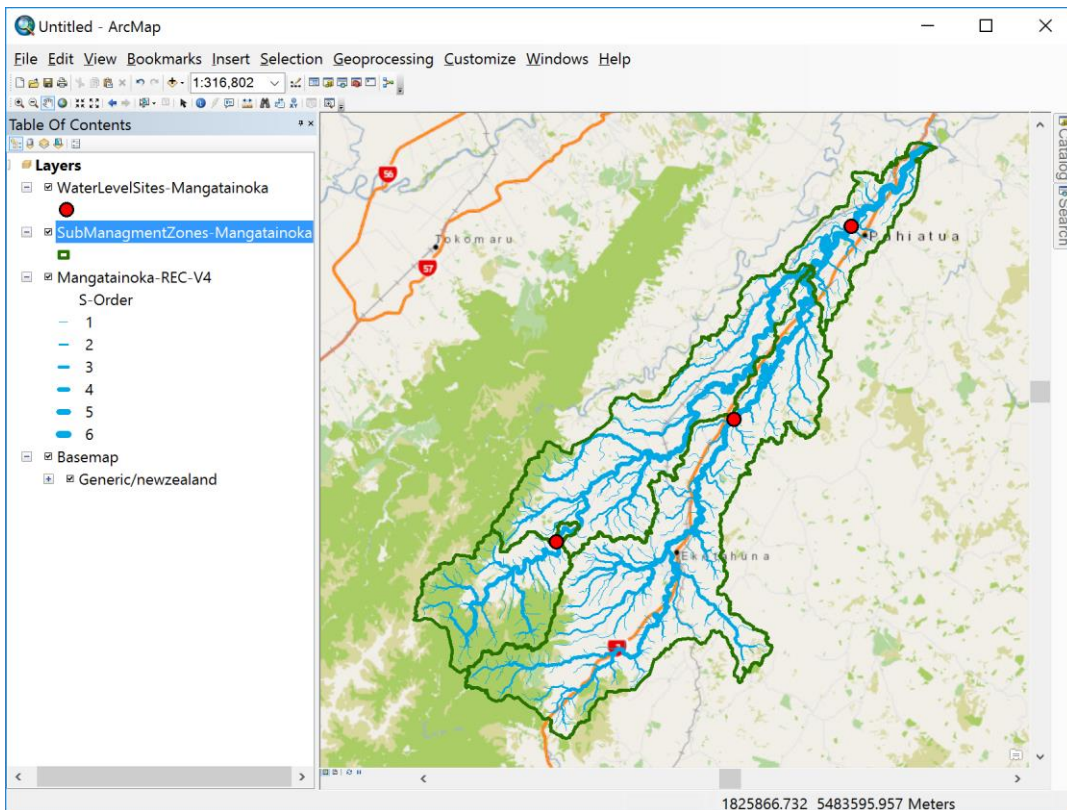 Untitled - ArcMap
File Edit View Bookmarks Insert Selection Geoprocessing Customize Windows Help
1:316,802
Table Of Contents
Layers
WaterLevelSites-Mangatainoka
SubManagmentZones-Mangatainoka
Mangatainoka-REC-V4
S-Order
1
2
3
4
5
6
Basemap
Generic/newzealand
56
Tokomaru
57
Pahiatua
Eketahuna
Catalog
Search
1825866.732 5483595.957 Meters